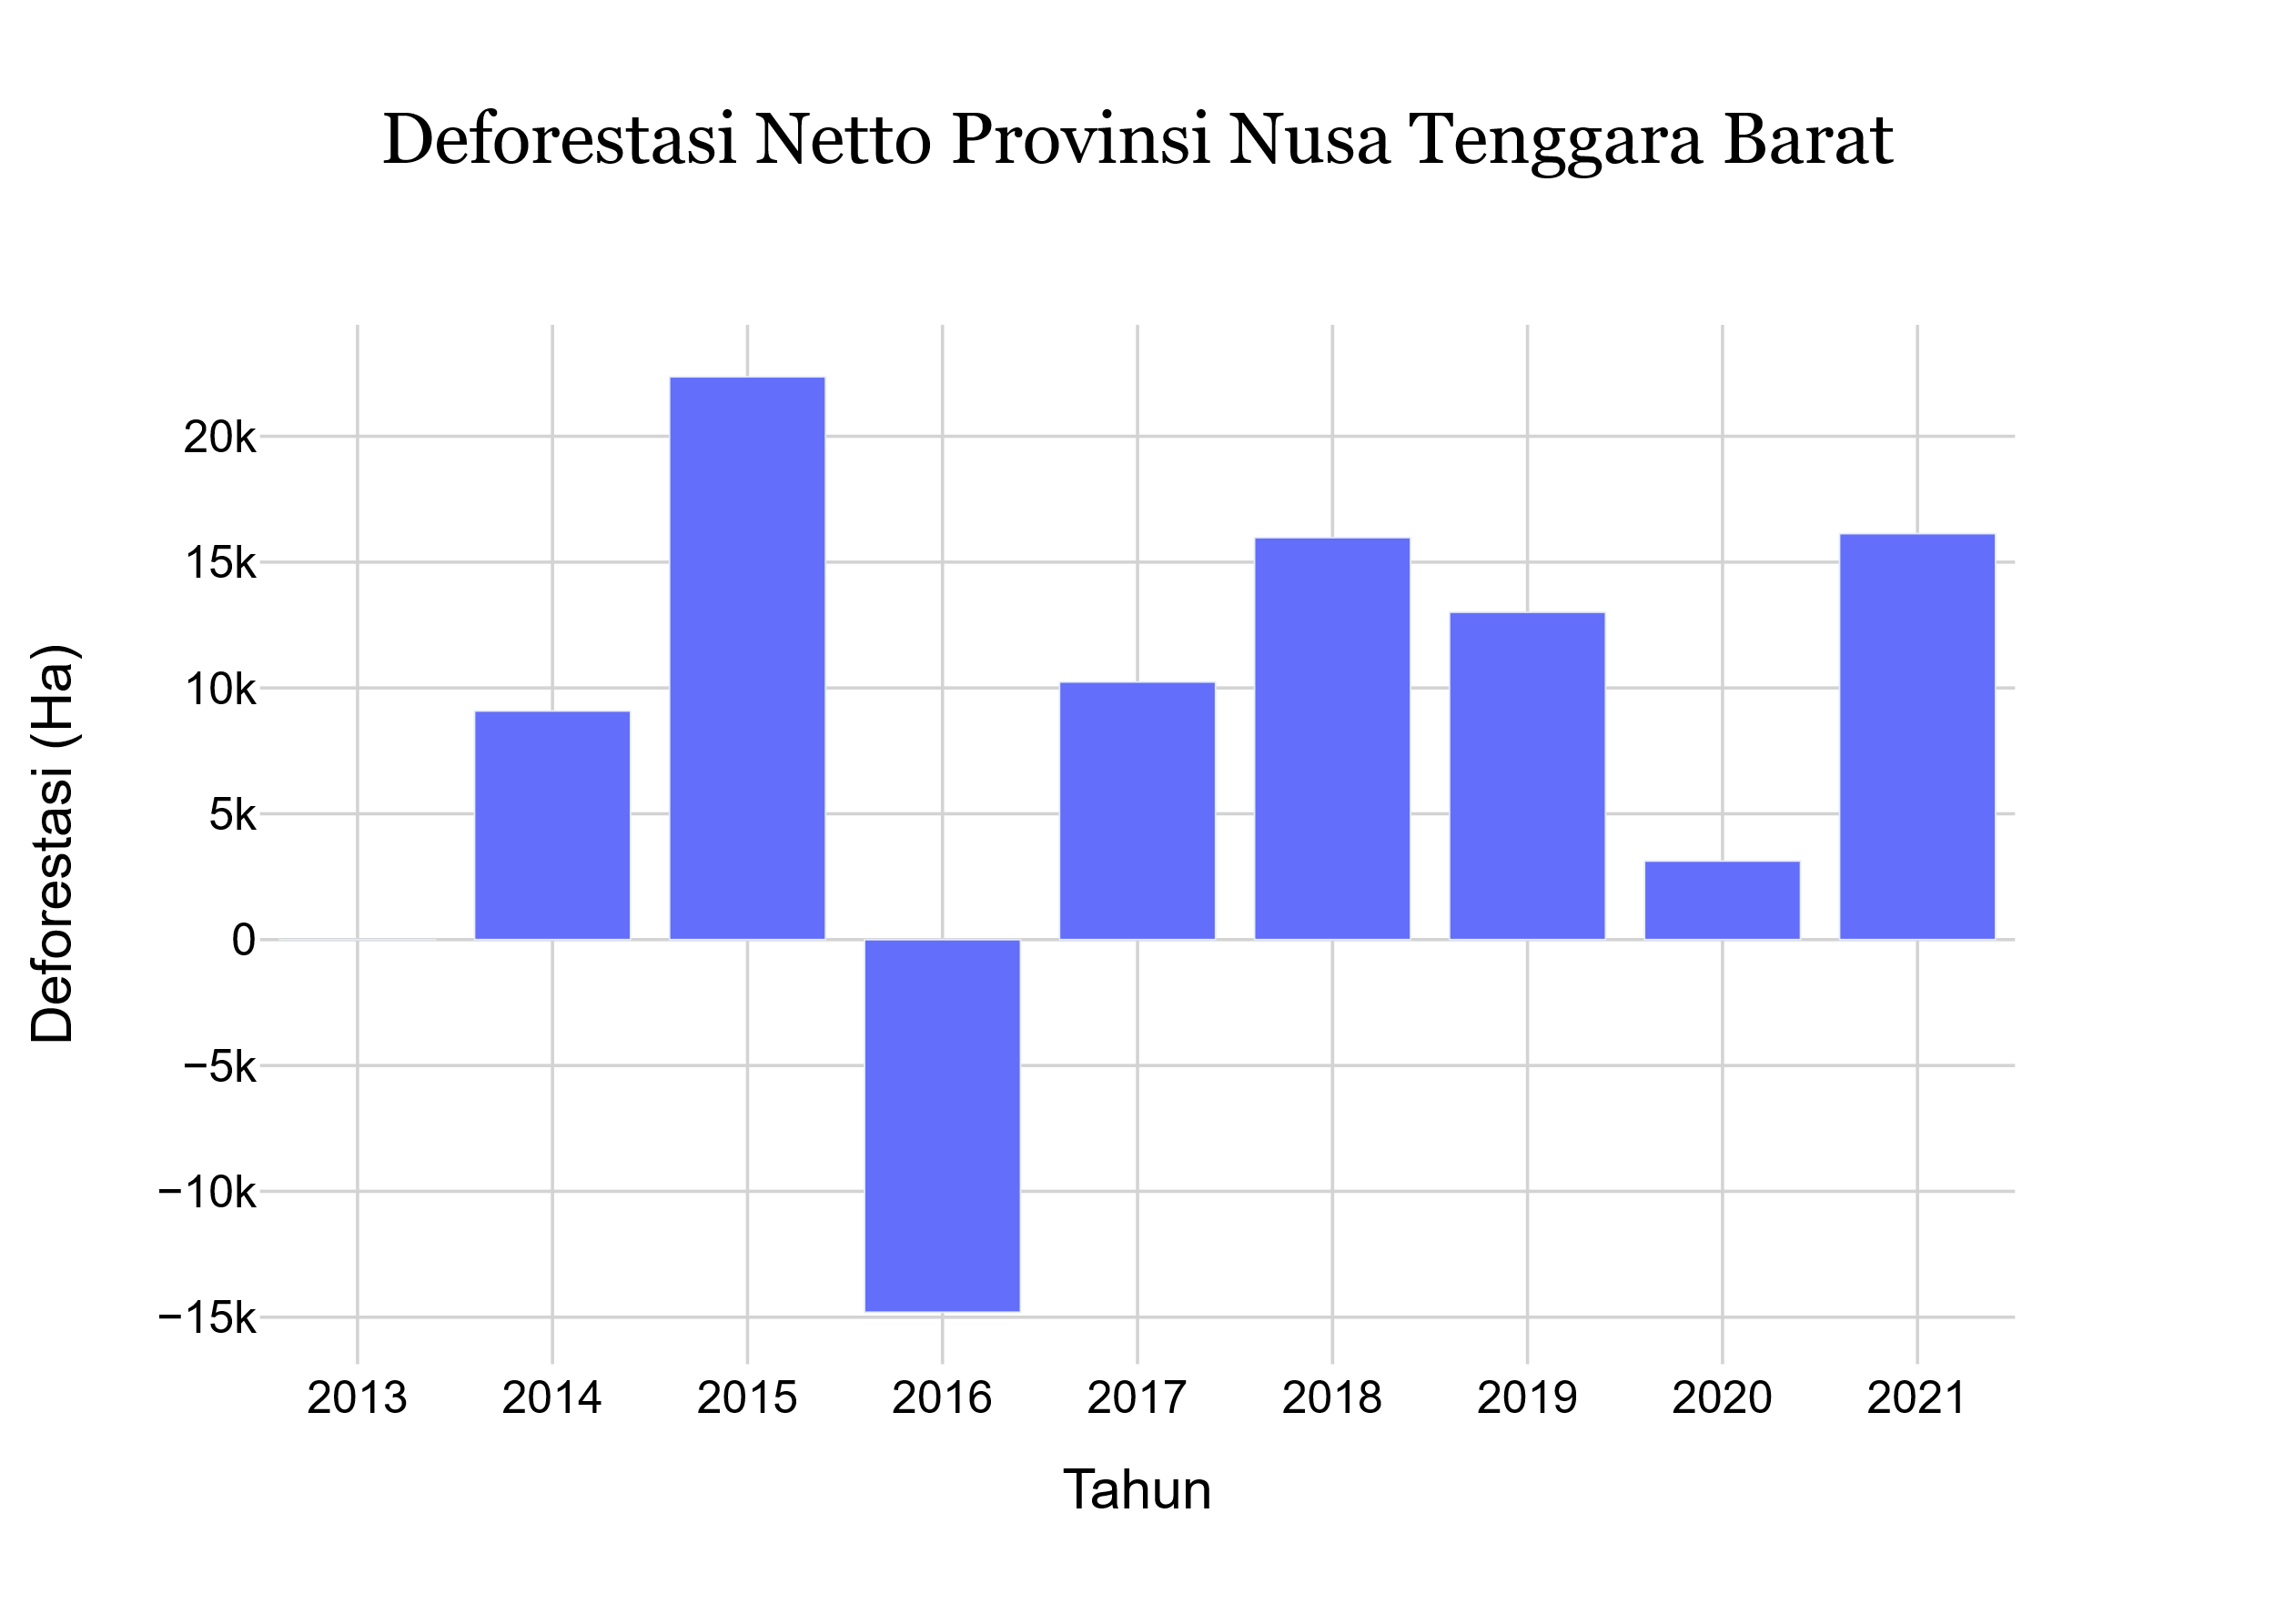 Deforestasi Netto Provinsi Nusa Tenggara Barat
Deforestasi (Ha)
20k
15k
10k
5k
0
−5k
−10k
−15k
2013 2014 2015 2016 2017 2018 2019 2020 2021
Tahun